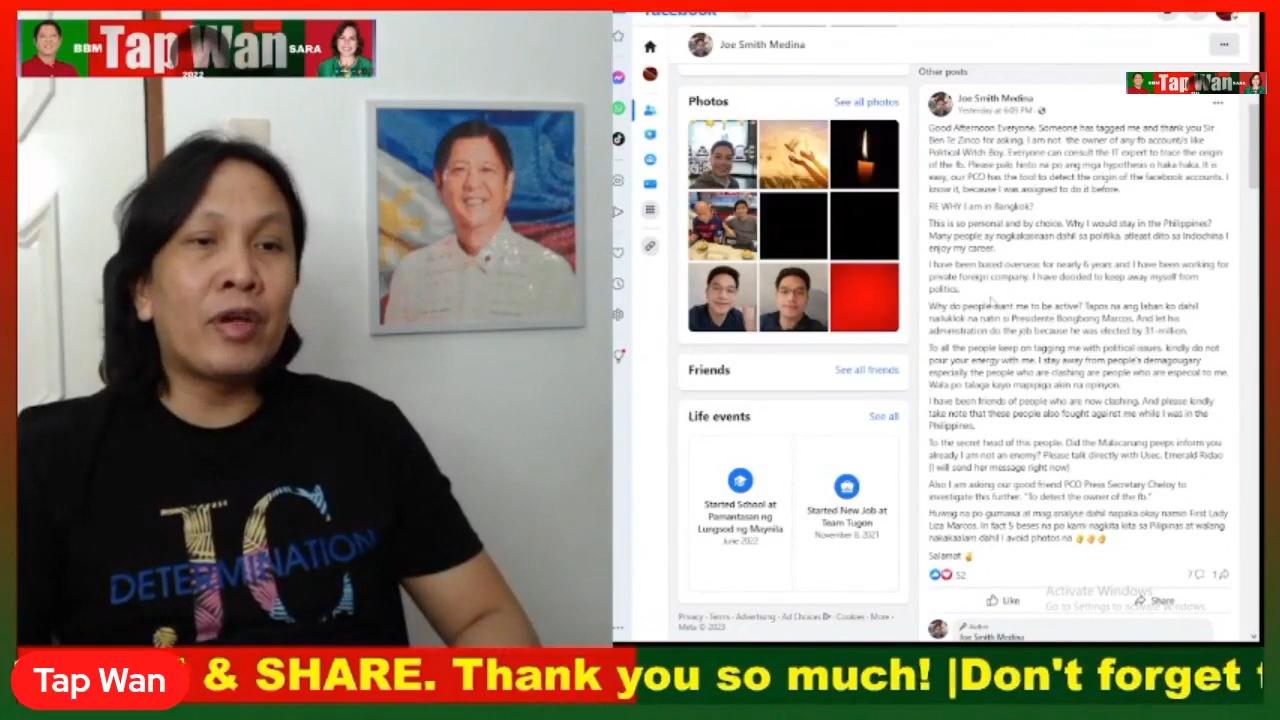 BBM Tap Wan SARA
2022
DETERMINATION
Joe Smith Medina
Photos
See all photos
Friends
See all friends
Life events
See all
Started School at
Pamantasan ng
Lungsod ng Maynila
June 2022
Started New Job at
Team Tugon
November 8, 2021
Privacy · Terms · Advertising · Ad Choices · Cookies · More ·
Meta © 2023
Other posts
BBM Tap Wan SARA
Joe Smith Medina
Yesterday at 6:03 PM
Good Afternoon Everyone. Someone has tagged me and thank you Sir
Ben Te Zinco for asking. I am not the owner of any fb account/s like
Political Witch Boy. Everyone can consult the IT expert to trace the origin
of the fb. Please paki hinto na po ang mga hypothesis o haka haka. It is
easy, our PCO has the tool to detect the origin of the facebook accounts. I
know it, because I was assigned to do it before.
RE WHY I am in Bangkok?
This is so personal and by choice. Why I would stay in the Philippines?
Many people ay nagkakasiraan dahil sa politika, atleast dito sa Indochina I
enjoy my career.
I have been based overseas for nearly 6 years and I have been working for
private foreign company. I have decided to keep away myself from
politics.
Why do people want me to be active? Tapos na ang laban ko dahil
nailuklok na natin si Presidente Bongbong Marcos. And let his
administration do the job because he was elected by 31-million.
To all the people keep on tagging me with political issues, kindly do not
pour your energy with me. I stay away from people's demagougary
especially the people who are clashing are people who are especial to me.
Wala po talaga kayo mapipiga akin na opinyon.
I have been friends of people who are now clashing. And please kindly
take note that these people also fought against me while I was in the
Philippines.
To the secret head of this people. Did the Malacanang peeps inform you
already I am not an enemy? Please talk directly with Usec. Emerald Ridao
(I will send her message right now)
Also I am asking our good friend PCO Press Secretary Cheloy to
investigate this further. "To detect the owner of the fb."
Huwag na po gumawa at mag analyse dahil napaka okay namin First Lady
Liza Marcos. In fact 5 beses na po kami nagkita kita sa Pilipinas at walang
nakakaalam dahil I avoid photos na
Salamat
52
7
1
Like
Share
Activate Windows
Go to Settings to activate Windows.
Author
Joe Smith Medina
Tap Wan
& SHARE. Thank you so much! |Don't forget